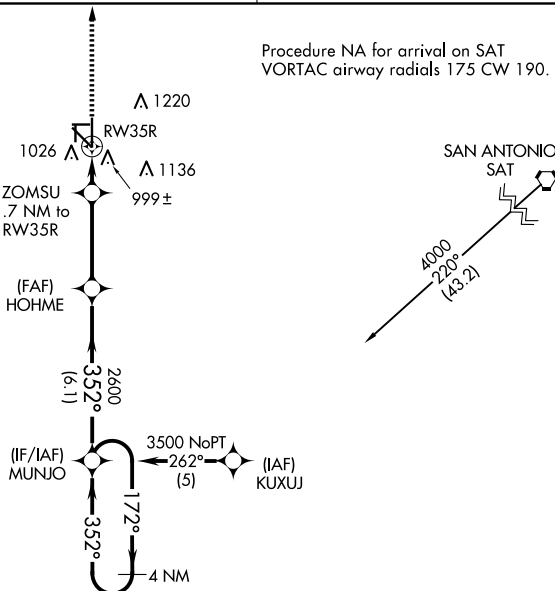 Procedure NA for arrival on SAT
VORTAC airway radials 175 CW 190.
1220
RW35R
1026
1136
999 ±
ZOMSU
.7 NM to
RW35R
SAN ANTONIO
SAT
4000
220°
(43.2)
(FAF)
HOHME
2600
352°
(6.1)
(IF/IAF)
MUNJO
3500 NoPT
262°
(5)
(IAF)
KUXUJ
172°
352°
4 NM